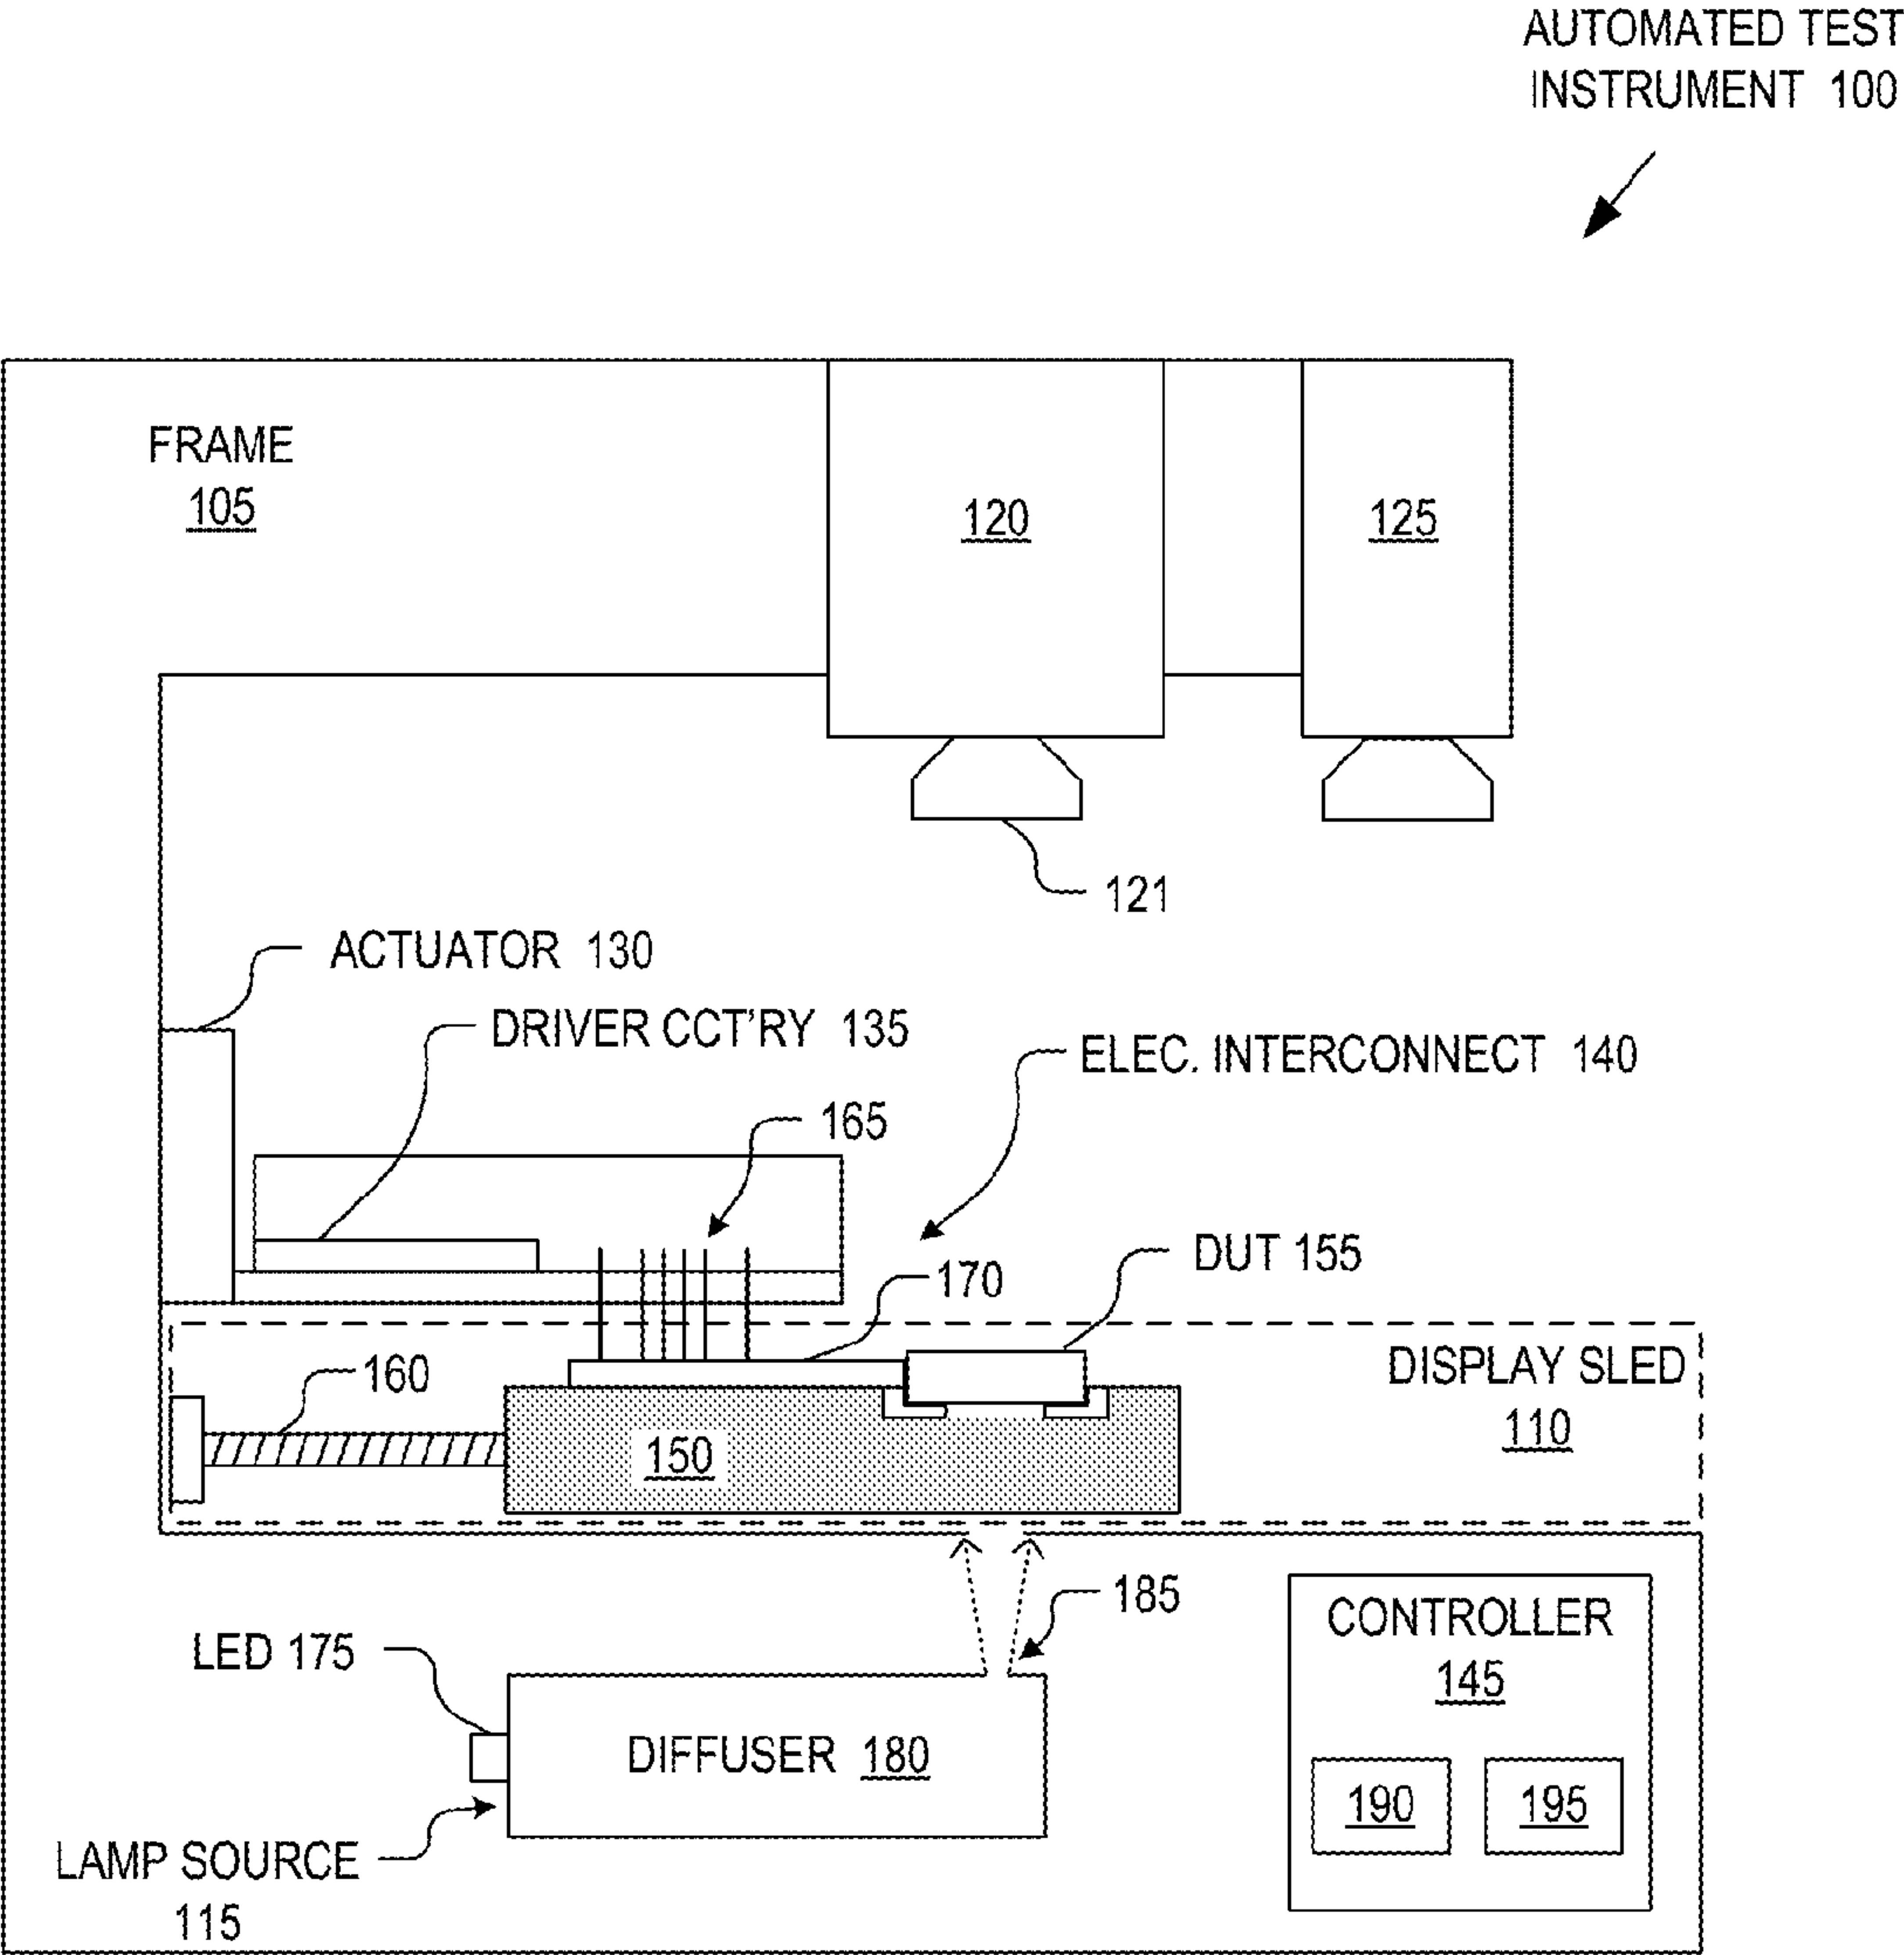 AUTOMATED TEST
INSTRUMENT 100
FRAME
105
120
125
121
ACTUATOR 130
DRIVER CCT'RY 135
ELEC. INTERCONNECT 140
165
DUT 155
170
160
DISPLAY SLED
110
150
185
CONTROLLER
145
LED 175
DIFFUSER 180
190
195
LAMP SOURCE
115